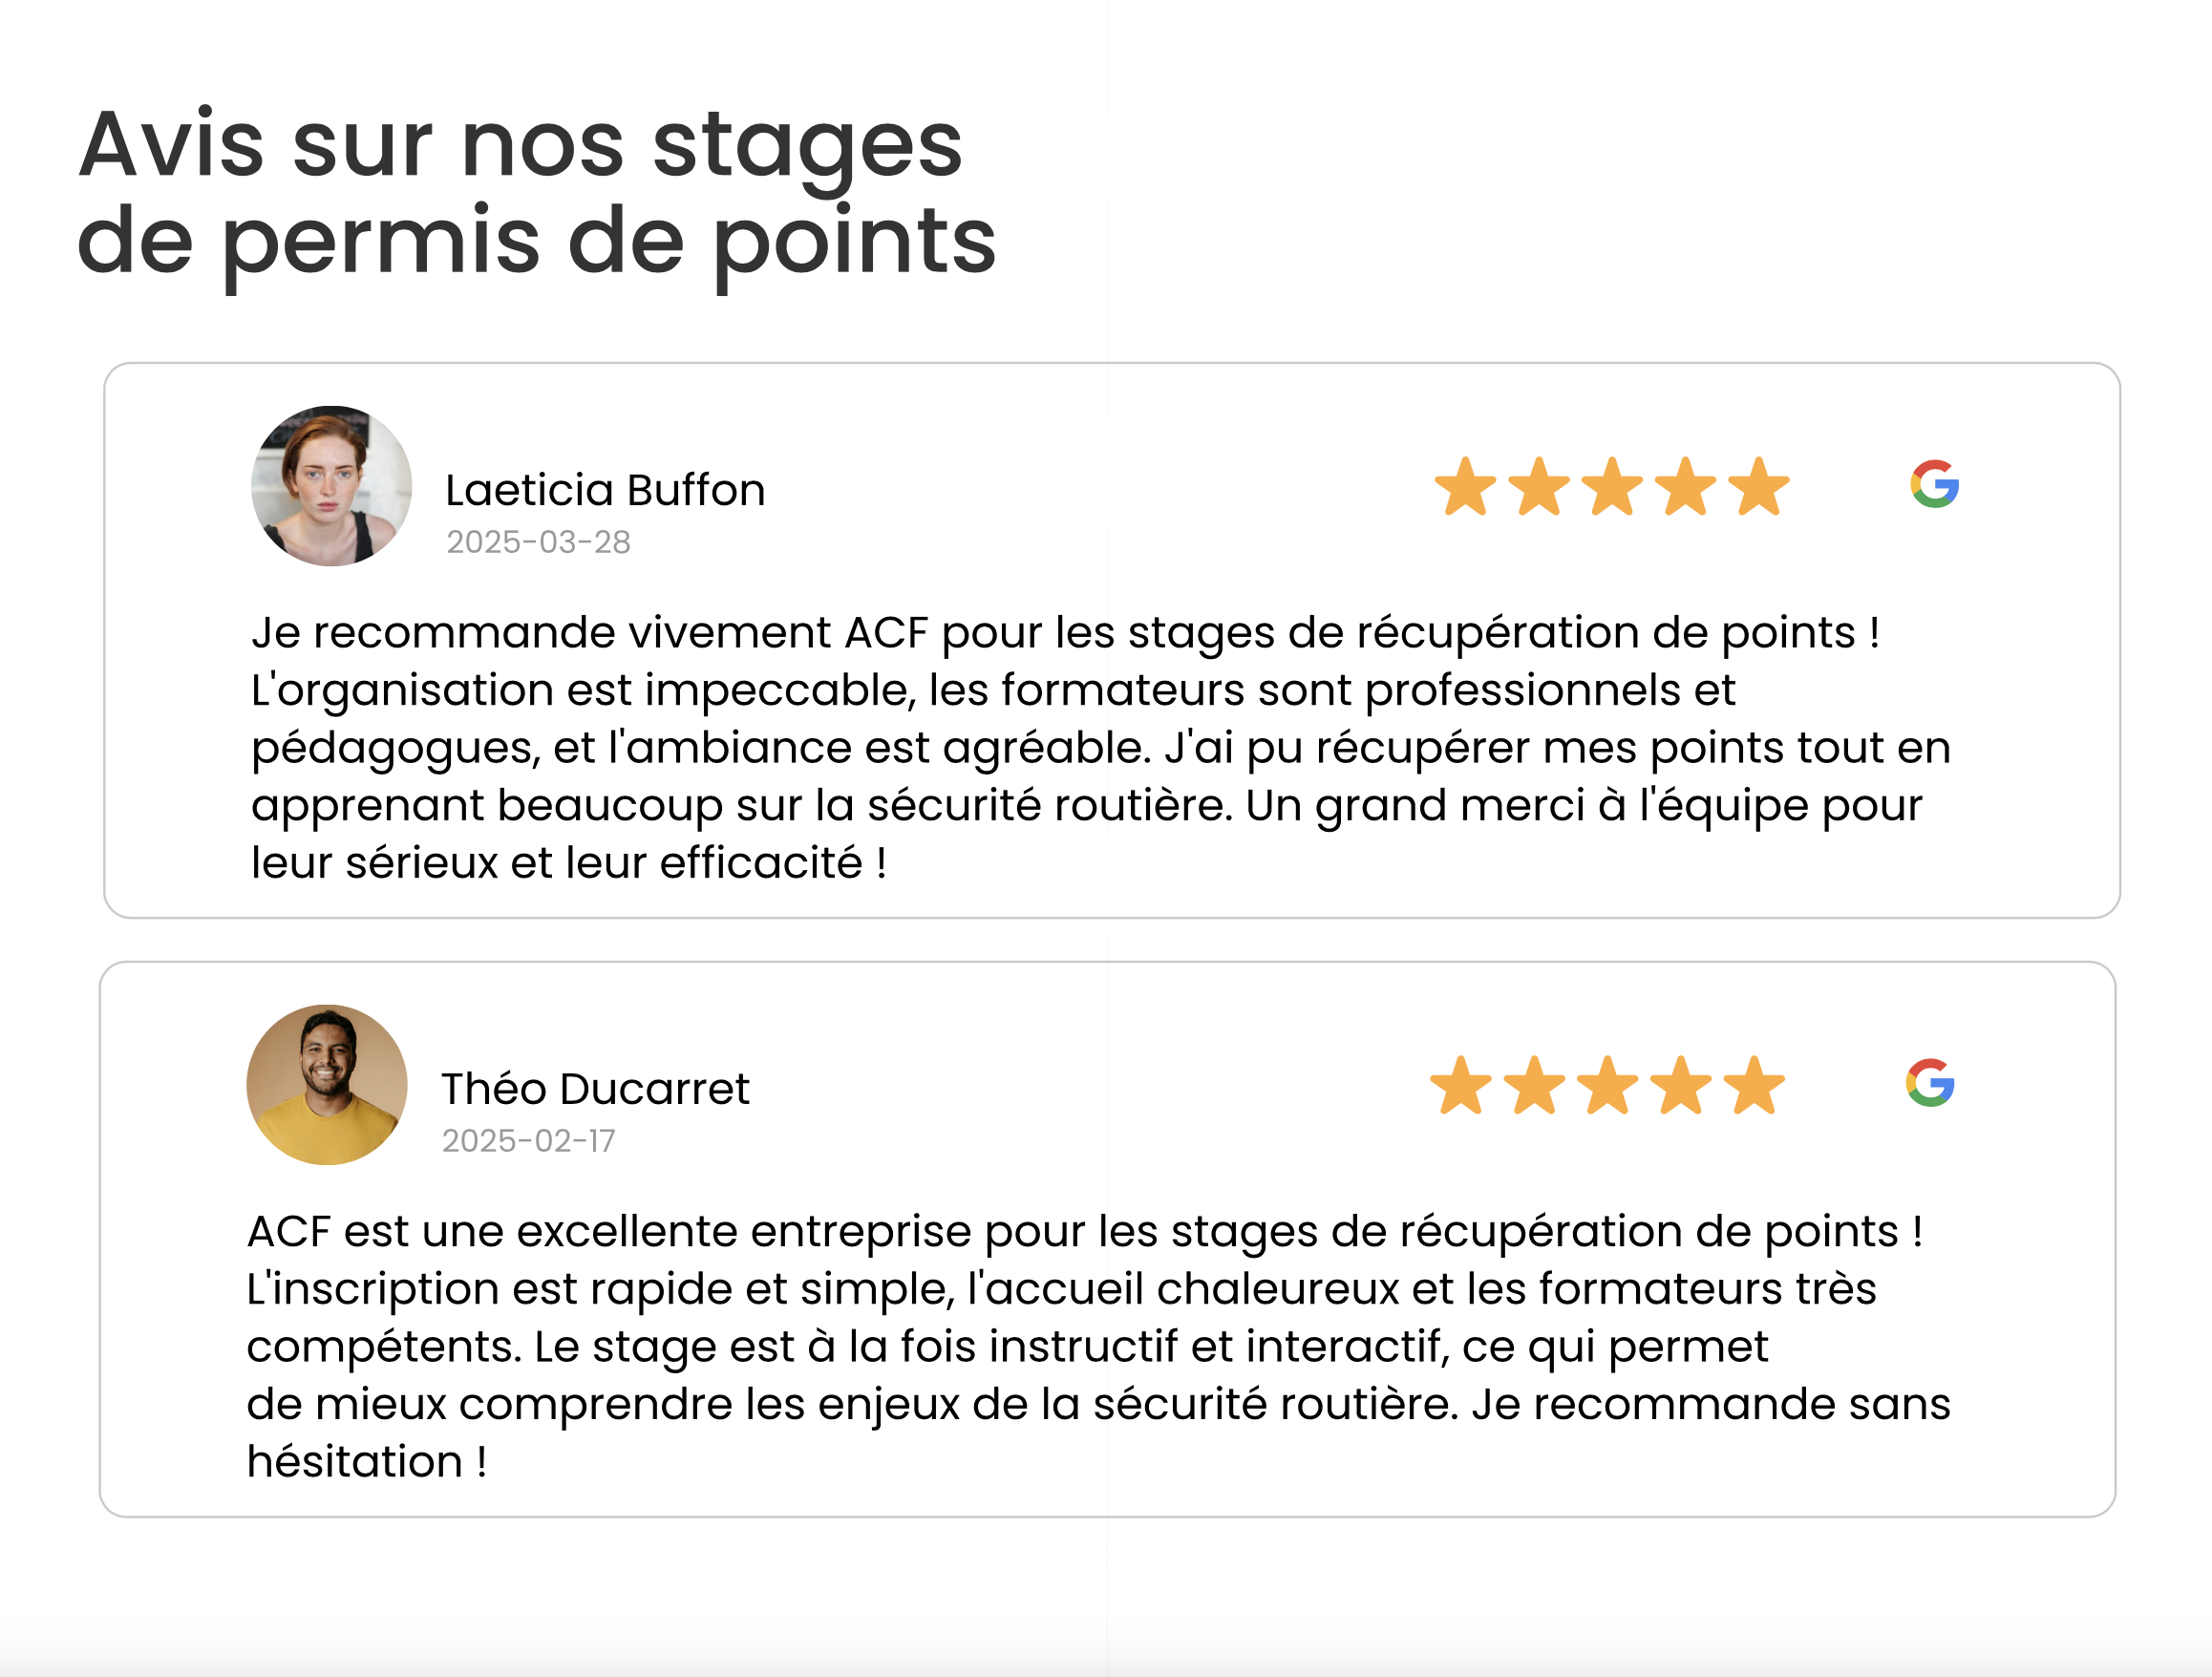 Avis sur nos stages
de permis de points
Laeticia Buffon
2025-03-28
Je recommande vivement ACF pour les stages de récupération de points !
L'organisation est impeccable, les formateurs sont professionnels et
pédagogues, et l'ambiance est agréable. J'ai pu récupérer mes points tout en
apprenant beaucoup sur la sécurité routière. Un grand merci à l'équipe pour
leur sérieux et leur efficacité !
Théo Ducarret
2025-02-17
ACF est une excellente entreprise pour les stages de récupération de points !
L'inscription est rapide et simple, l'accueil chaleureux et les formateurs très
compétents. Le stage est à la fois instructif et interactif, ce qui permet
de mieux comprendre les enjeux de la sécurité routière. Je recommande sans
hésitation !